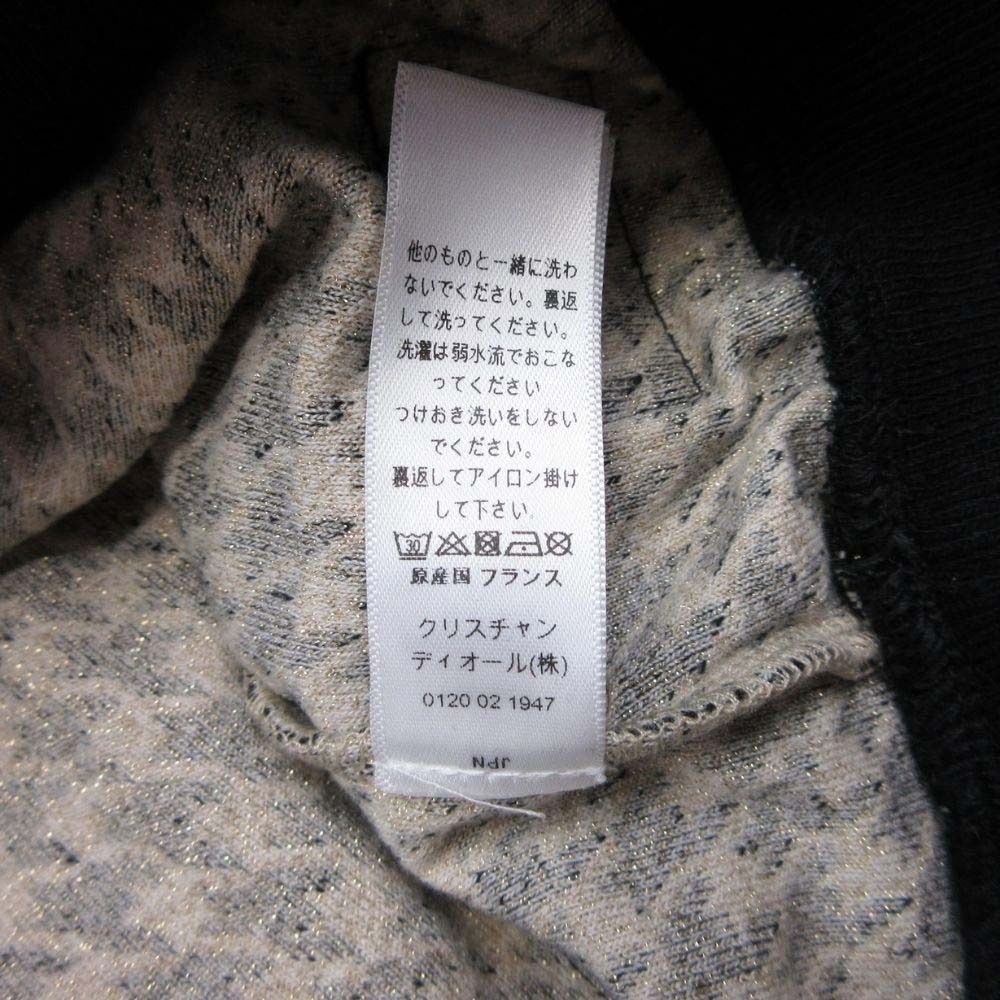 他のものと一緒に洗わ
ないでください。裏返
して洗ってください。
洗濯は弱水流でおこな
ってください
つけおき洗いをしない
でください。
裏返してアイロン掛け
して下さい
30
原産国 フランス
クリスチャン
ディオール(株)
0120 02 1947
JPN